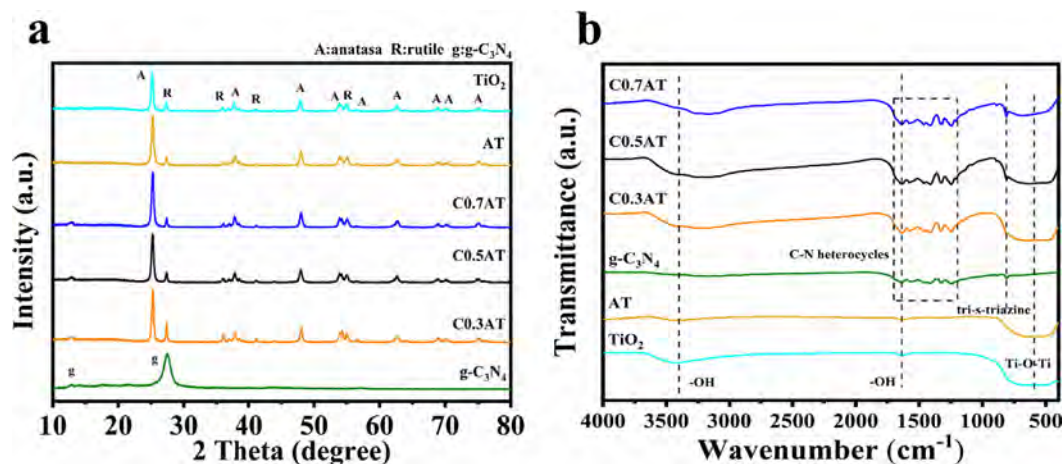 a
A:anatasa R:rutile g:g-C₃N₄
TiO₂
A
R
R
A
R
A
A
R
A
A
A
A
A
AT
C0.7AT
C0.5AT
C0.3AT
g-C₃N₄
g
g
Intensity (a.u.)
10 20 30 40 50 60 70 80
2 Theta (degree)
b
C0.7AT
C0.5AT
C0.3AT
g-C₃N₄
C-N heterocycles
AT
tri-s-triazine
TiO₂
Ti-O-Ti
-OH
-OH
Transmittance (a.u.)
4000 3500 3000 2500 2000 1500 1000 500
Wavenumber (cm⁻¹)